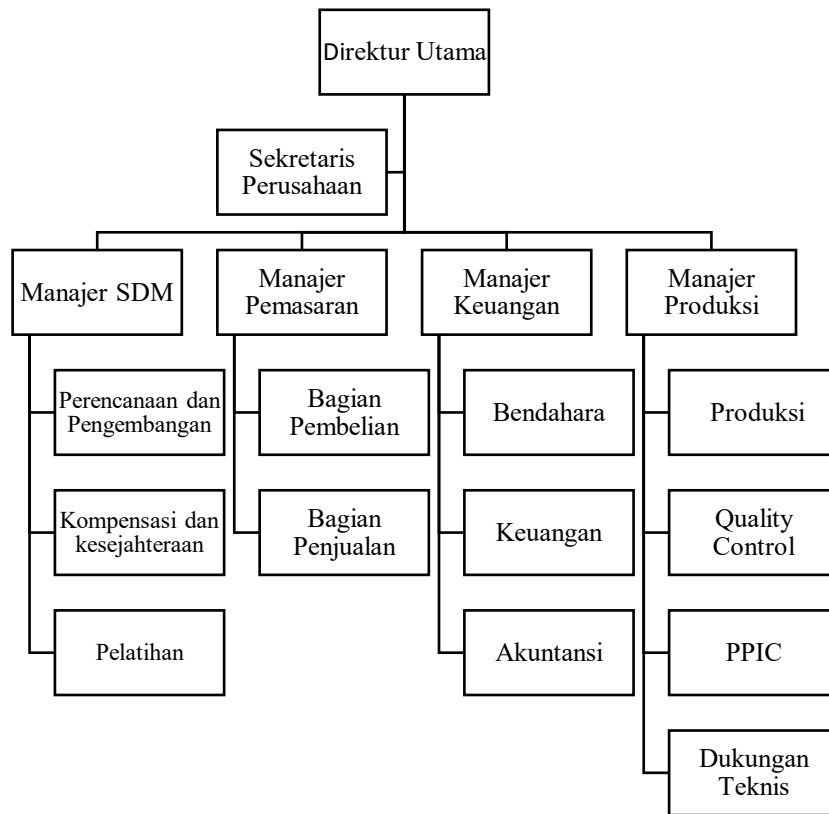 Direktur Utama
Sekretaris
Perusahaan
Manajer SDM
Manajer
Pemasaran
Manajer
Keuangan
Manajer
Produksi
Perencanaan dan
Pengembangan
Bagian
Pembelian
Bendahara
Produksi
Kompensasi dan
kesejahteraan
Bagian
Penjualan
Keuangan
Quality
Control
Pelatihan
Akuntansi
PPIC
Dukungan
Teknis